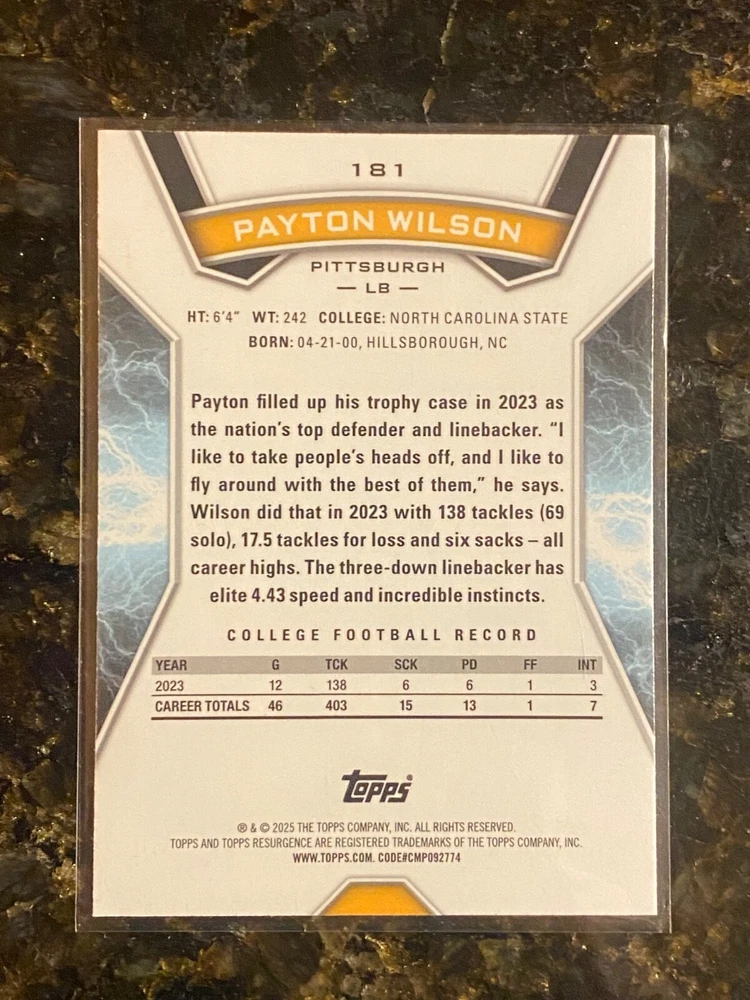 181
PAYTON WILSON
PITTSBURGH
— LB —
HT: 6'4" WT: 242 COLLEGE: NORTH CAROLINA STATE
BORN: 04-21-00, HILLSBOROUGH, NC
Payton filled up his trophy case in 2023 as
the nation's top defender and linebacker. "I
like to take people's heads off, and I like to
fly around with the best of them," he says.
Wilson did that in 2023 with 138 tackles (69
solo), 17.5 tackles for loss and six sacks – all
career highs. The three-down linebacker has
elite 4.43 speed and incredible instincts.
COLLEGE FOOTBALL RECORD
YEAR G TCK SCK PD FF INT
2023 12 138 6 6 1 3
CAREER TOTALS 46 403 15 13 1 7
Topps
® & © 2025 THE TOPPS COMPANY, INC. ALL RIGHTS RESERVED.
TOPPS AND TOPPS RESURGENCE ARE REGISTERED TRADEMARKS OF THE TOPPS COMPANY, INC.
WWW.TOPPS.COM. CODE#CMP092774